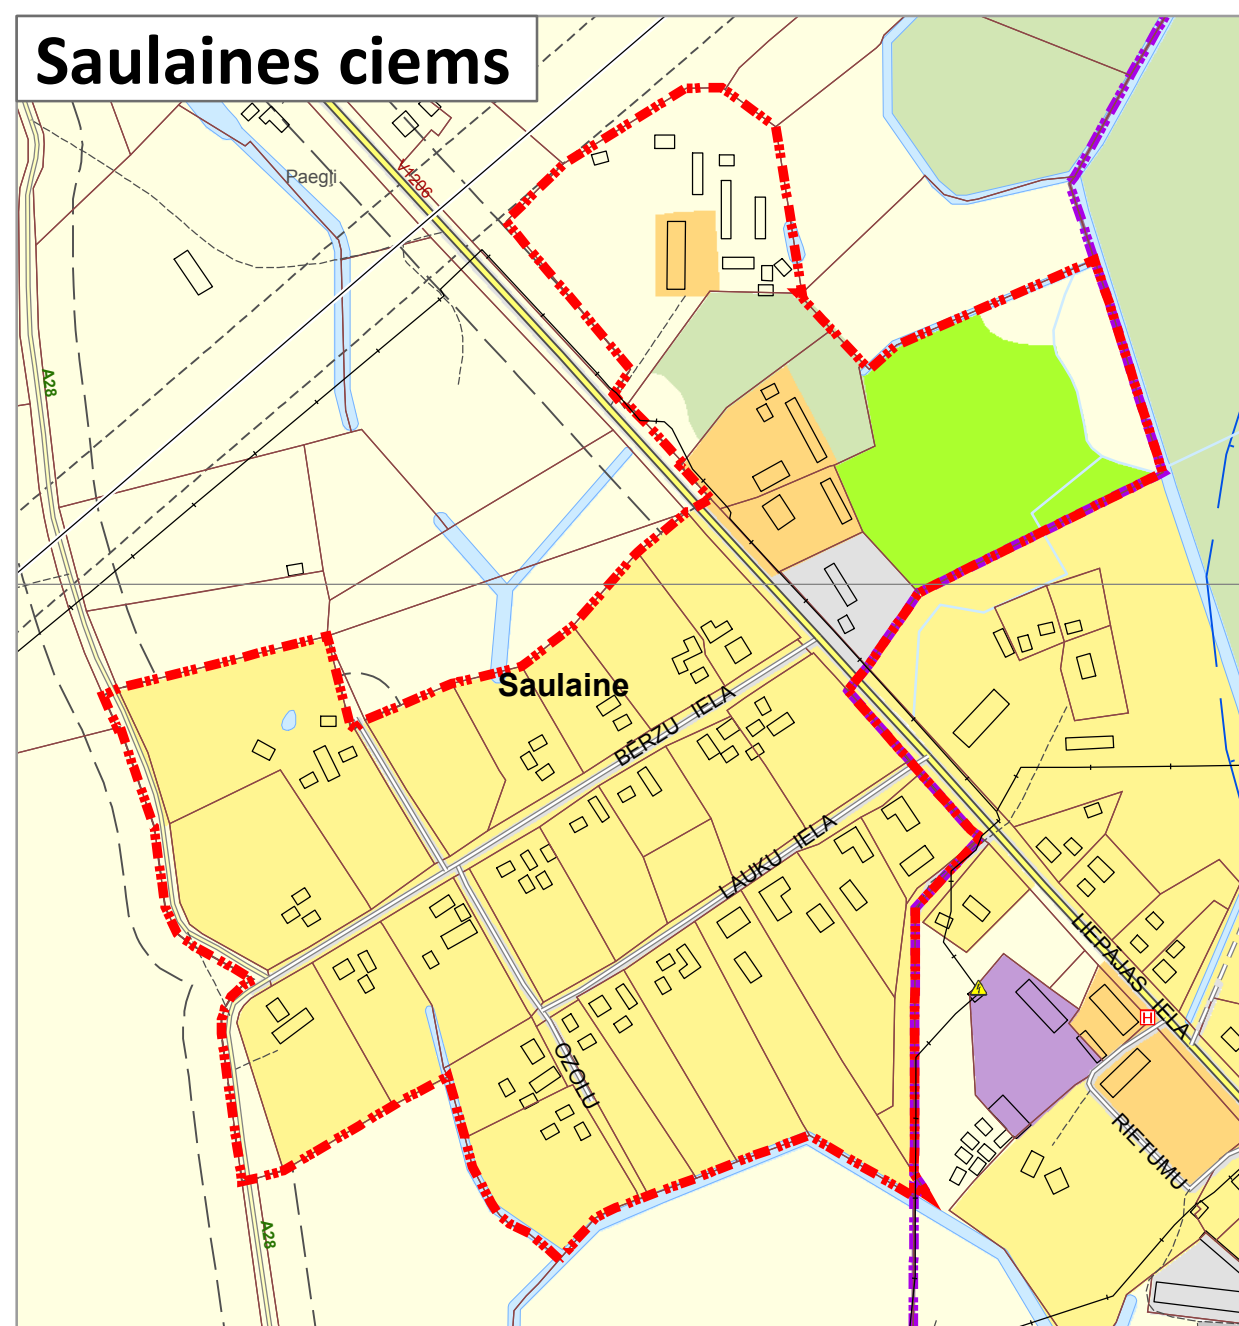 Saulaines ciems
V1206
Paegļi
A28
Saulaine
BĒRZU IELA
LAUKU IELA
LIEPĀJAS IELA
H
OZOLU
RIETUMU
A28